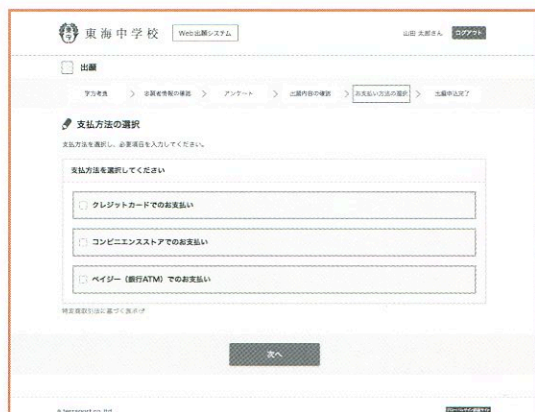 東海中学校 Web出願システム 山田 太郎さん ログアウト
出願
学力考査 > 志願者情報の確認 > アンケート > 出願内容の確認 > お支払い方法の選択 > 出願申込完了
支払方法の選択
支払方法を選択し、必要項目を入力してください。
支払方法を選択してください
クレジットカードでのお支払い
コンビニエンスストアでのお支払い
ペイジー(銀行ATM)でのお支払い
特定商取引法に基づく表示
次へ